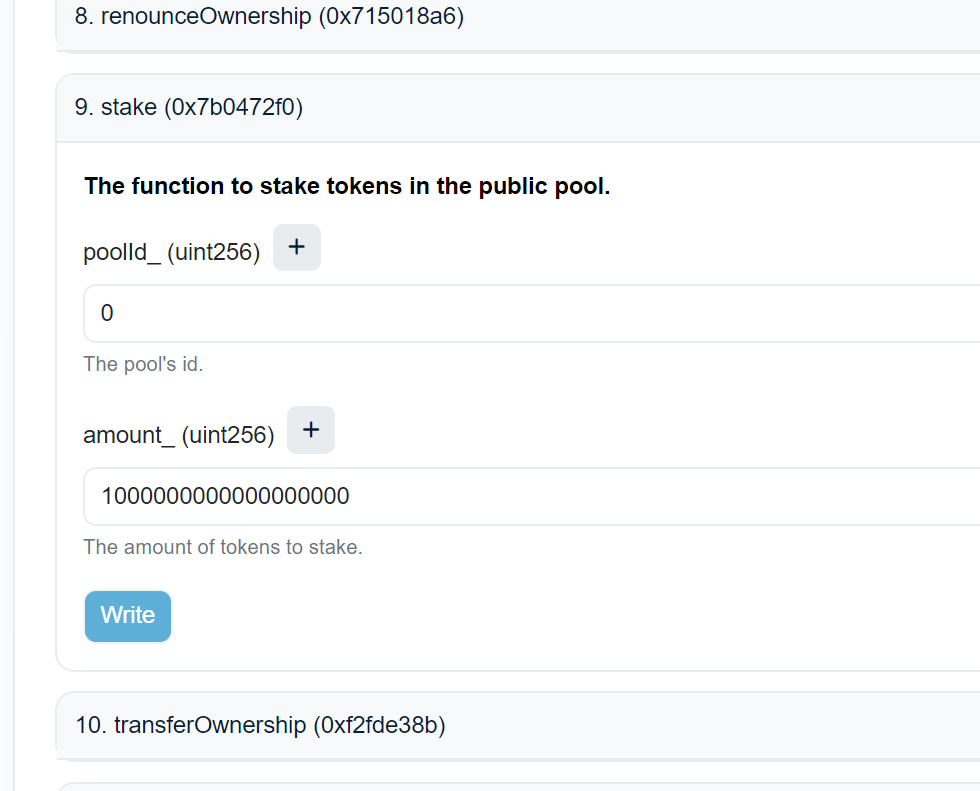 8. renounceOwnership (0x715018a6)
9. stake (0x7b0472f0)
The function to stake tokens in the public pool.
poolId_ (uint256) +
0
The pool's id.
amount_ (uint256) +
1000000000000000000
The amount of tokens to stake.
Write
10. transferOwnership (0xf2fde38b)